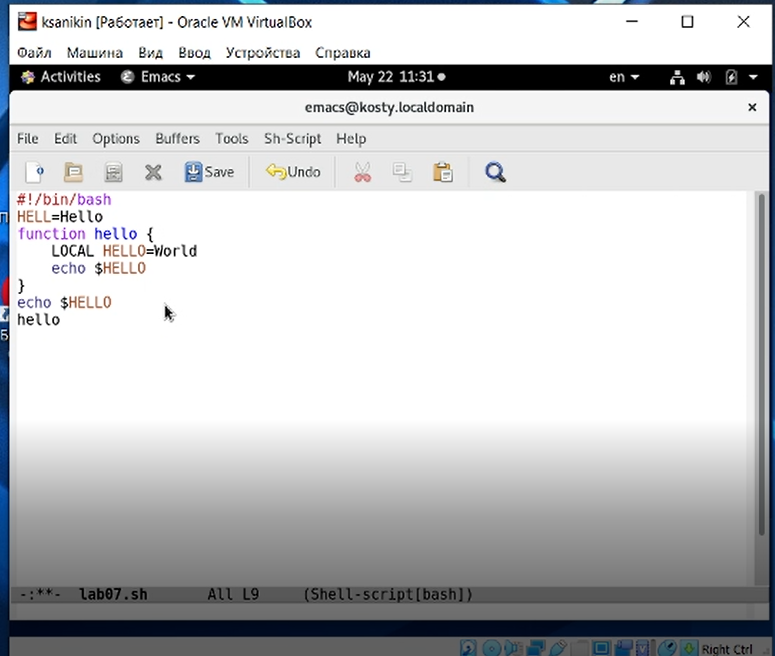 ksanikin [Работает] - Oracle VM VirtualBox
Файл Машина Вид Ввод Устройства Справка
Activities Emacs May 22 11:31 en
emacs@kosty.localdomain
File Edit Options Buffers Tools Sh-Script Help
Save Undo
#!/bin/bash
HELL=Hello
function hello {
    LOCAL HELLO=World
    echo $HELLO
}
echo $HELLO
hello
-:**- lab07.sh All L9 (Shell-script[bash])
Right Ctrl